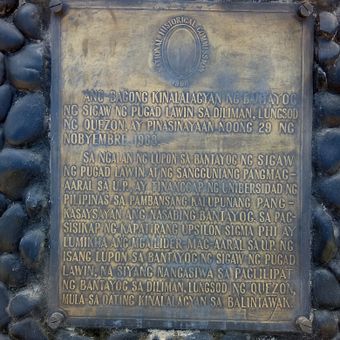 NATIONAL HISTORICAL COMMISSION
ANG BAGONG KINALALAGYAN NG BANTAYOG
NG SIGAW NG PUGAD LAWIN SA DILIMAN, LUNGSOD
NG QUEZON, AY PINASINAYAAN NOONG 29 NG
NOBYEMBRE, 1968.
SA NGALAN NG LUPON SA BANTAYOG NG SIGAW
NG PUGAD LAWIN AT NG SANGGUNIANG PANGMAG-
AARAL SA U.P. AY TINANGGAP NG UNIBERSIDAD NG
PILIPINAS SA PAMBANSANG KALUPUNANG PANG-
KASAYSAYAN ANG NASABING BANTAYOG. SA PAG-
SISIKAP NG KAPATIRANG UPSILON SIGMA PHI AY
LUMIKHA ANG MGA LIDER-MAG-AARAL SA U.P. NG
ISANG LUPON SA BANTAYOG NG SIGAW NG PUGAD
LAWIN, NA SIYANG NANGASIWA SA PAGLILIPAT
NG BANTAYOG SA DILIMAN, LUNGSOD NG QUEZON,
MULA SA DATING KINALALAGYAN SA BALINTAWAK.